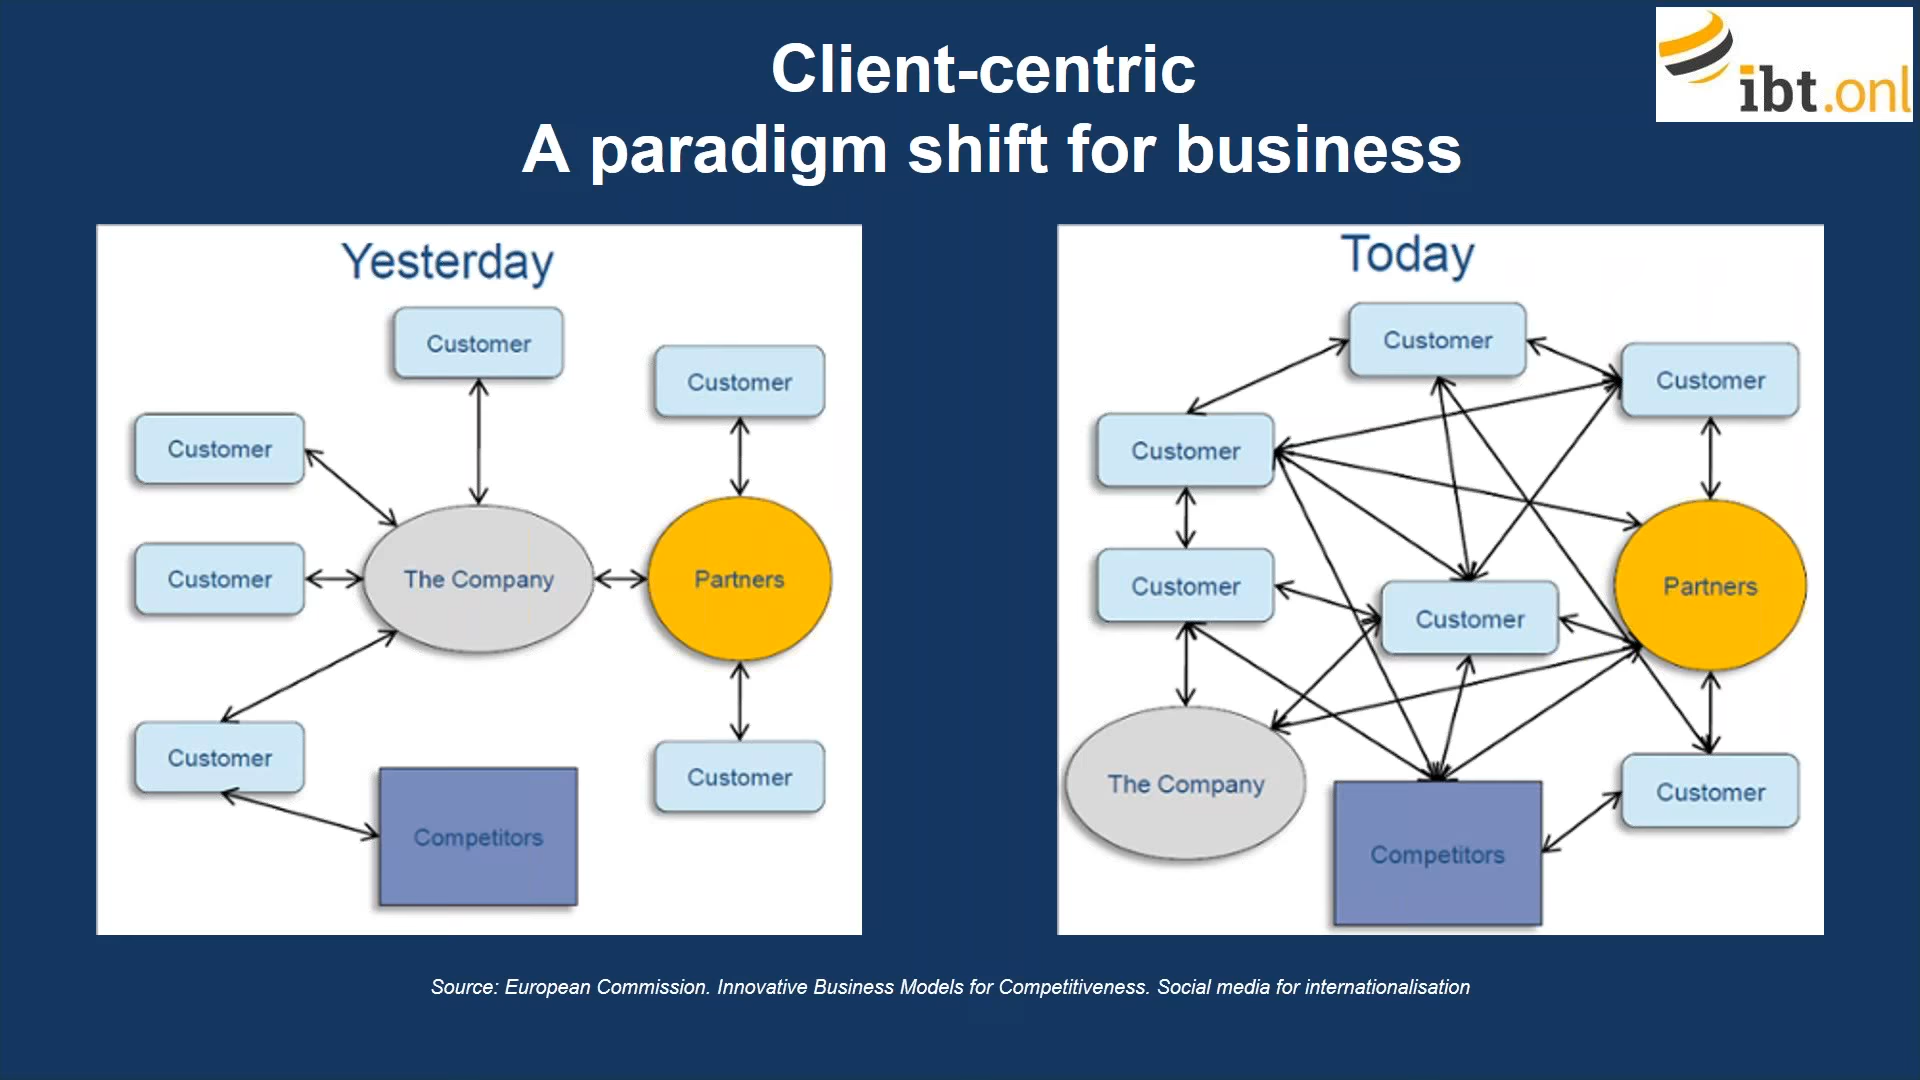 Client-centric
A paradigm shift for business
ibt.onl
Yesterday
Customer
Customer
Customer
Customer
The Company
Partners
Customer
Customer
Competitors
Today
Customer
Customer
Customer
Customer
Customer
Partners
The Company
Customer
Competitors
Source: European Commission. Innovative Business Models for Competitiveness. Social media for internationalisation